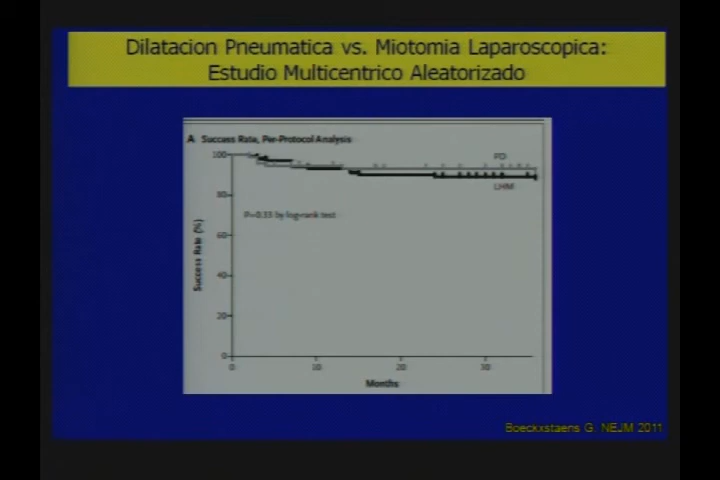 Dilatacion Pneumatica vs. Miotomia Laparoscopica:
Estudio Multicentrico Aleatorizado
A Success Rate, Per-Protocol Analysis
100
80
60
40
20
0
Success Rate (%)
PD
LHM
P=0.33 by log-rank test
0 10 20 30
Months
Boeckxstaens G. NEJM 2011